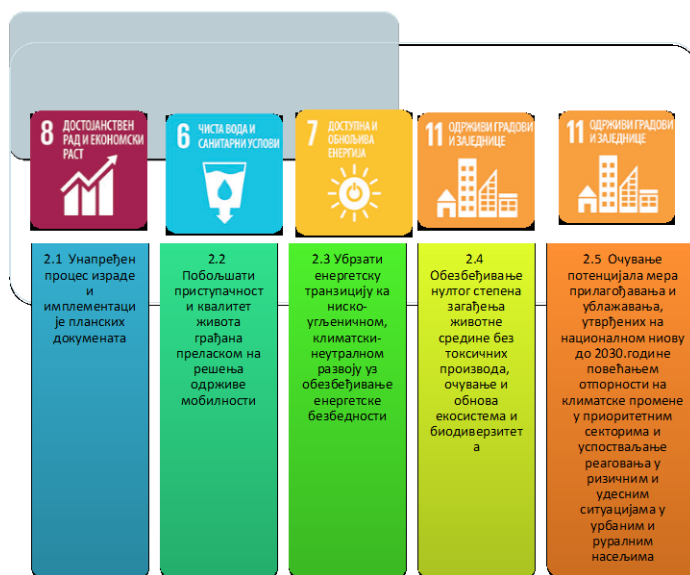 8 ДОСТОЈАНСТВЕН
РАД И ЕКОНОМСКИ
РАСТ
6 ЧИСТА ВОДА И
САНИТАРНИ УСЛОВИ
7 ДОСТУПНА И
ОБНОЉИВА
ЕНЕРГИЈА
11 ОДРЖИВИ ГРАДОВИ
И ЗАЈЕДНИЦЕ
11 ОДРЖИВИ ГРАДОВИ
И ЗАЈЕДНИЦЕ
2.1 Унапређен
процес израде
и
имплементаци
је планских
докумената
2.2
Побољшати
приступачност
и квалитет
живота
грађана
преласком на
решења
одрживе
мобилности
2.3 Убрзати
енергетску
транзицију ка
ниско-
угљеничном,
климатски-
неутралном
развоју уз
обезбеђивање
енергетске
безбедности
2.4
Обезбеђивање
нултог степена
загађења
животне
средине без
токсичних
производа,
очување и
обнова
екосистема и
биодиверзитет
а
2.5 Очување
потенцијала мера
прилагођавања и
ублажавања,
утврђених на
националном ниову
до 2030.године
повећањем
отпорности на
климатске промене
у приоритетним
секторима и
успостваљање
реаговања у
ризичним и
удесним
ситуацијама у
урбаним и
руралним
насељима